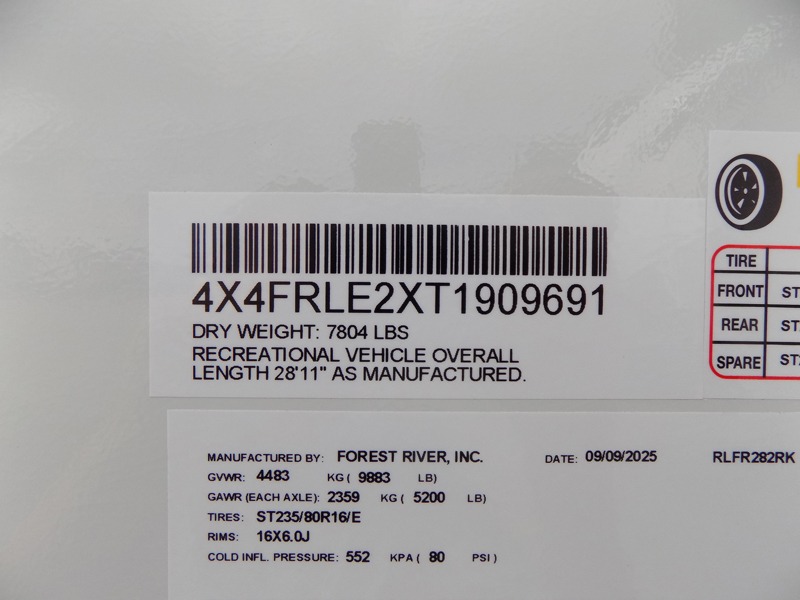 4X4FRLE2XT1909691
DRY WEIGHT: 7804 LBS
RECREATIONAL VEHICLE OVERALL
LENGTH 28'11" AS MANUFACTURED.
TIRE
FRONT ST
REAR
SPARE
MANUFACTURED BY: FOREST RIVER, INC. DATE: 09/09/2025 RLFR282RK
GVWR: 4483 KG ( 9883 LB)
GAWR (EACH AXLE): 2359 KG ( 5200 LB)
TIRES: ST235/80R16/E
RIMS: 16X6.0J
COLD INFL. PRESSURE: 552 KPA ( 80 PSI )